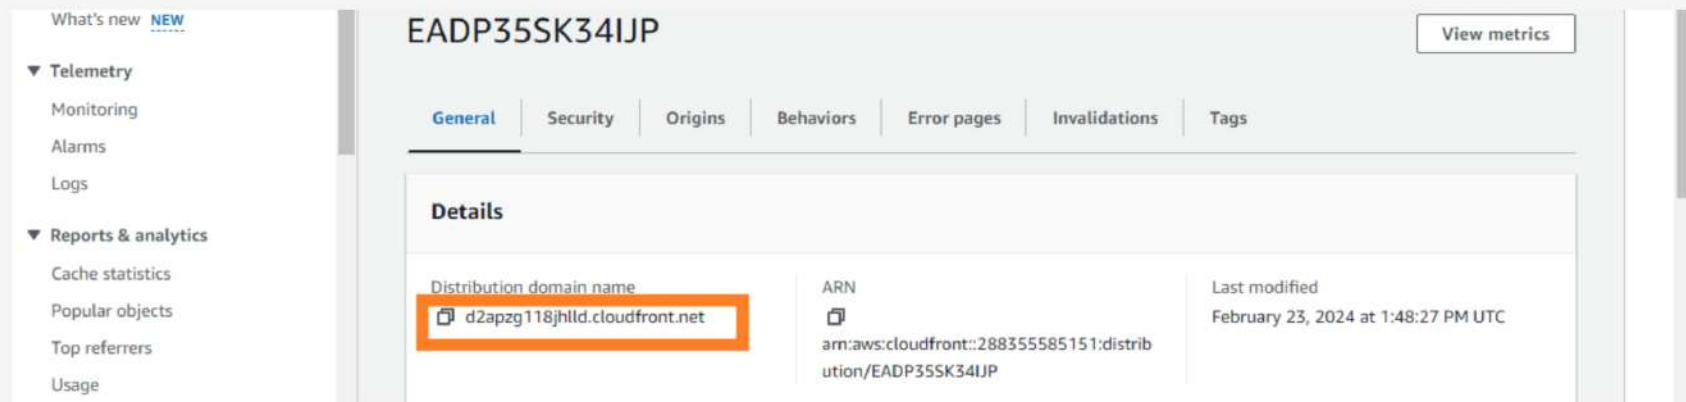 What's new NEW
EADP35SK34IJP
View metrics
Telemetry
Monitoring
Alarms
Logs
Reports & analytics
Cache statistics
Popular objects
Top referrers
Usage
General
Security
Origins
Behaviors
Error pages
Invalidations
Tags
Details
Distribution domain name
d2apzg118jhlld.cloudfront.net
ARN
arn:aws:cloudfront::288355585151:distrib
ution/EADP35SK34IJP
Last modified
February 23, 2024 at 1:48:27 PM UTC